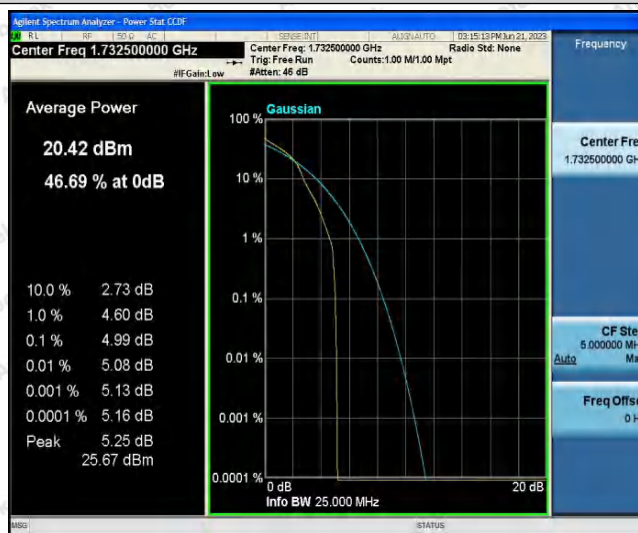 Agilent Spectrum Analyzer - Power Stat CCDF
RL RF 50 Ω AC SENSE:INT ALIGN AUTO 03:15:13 PM Jun 21, 2023
Center Freq 1.732500000 GHz
Center Freq: 1.732500000 GHz Radio Std: None
Trig: Free Run Counts:1.00 M/1.00 Mpt
#IFGain:Low #Atten: 46 dB
Frequency
Average Power
20.42 dBm
46.69 % at 0dB
10.0 % 2.73 dB
1.0 % 4.60 dB
0.1 % 4.99 dB
0.01 % 5.08 dB
0.001 % 5.13 dB
0.0001 % 5.16 dB
Peak 5.25 dB
25.67 dBm
Gaussian
100 %
10 %
1 %
0.1 %
0.01 %
0.001 %
0.0001 %
0 dB 20 dB
Info BW 25.000 MHz
Center Fre
1.732500000 GH
CF Ste
5.000000 MH
Auto Ma
Freq Offse
0 H
MSG STATUS